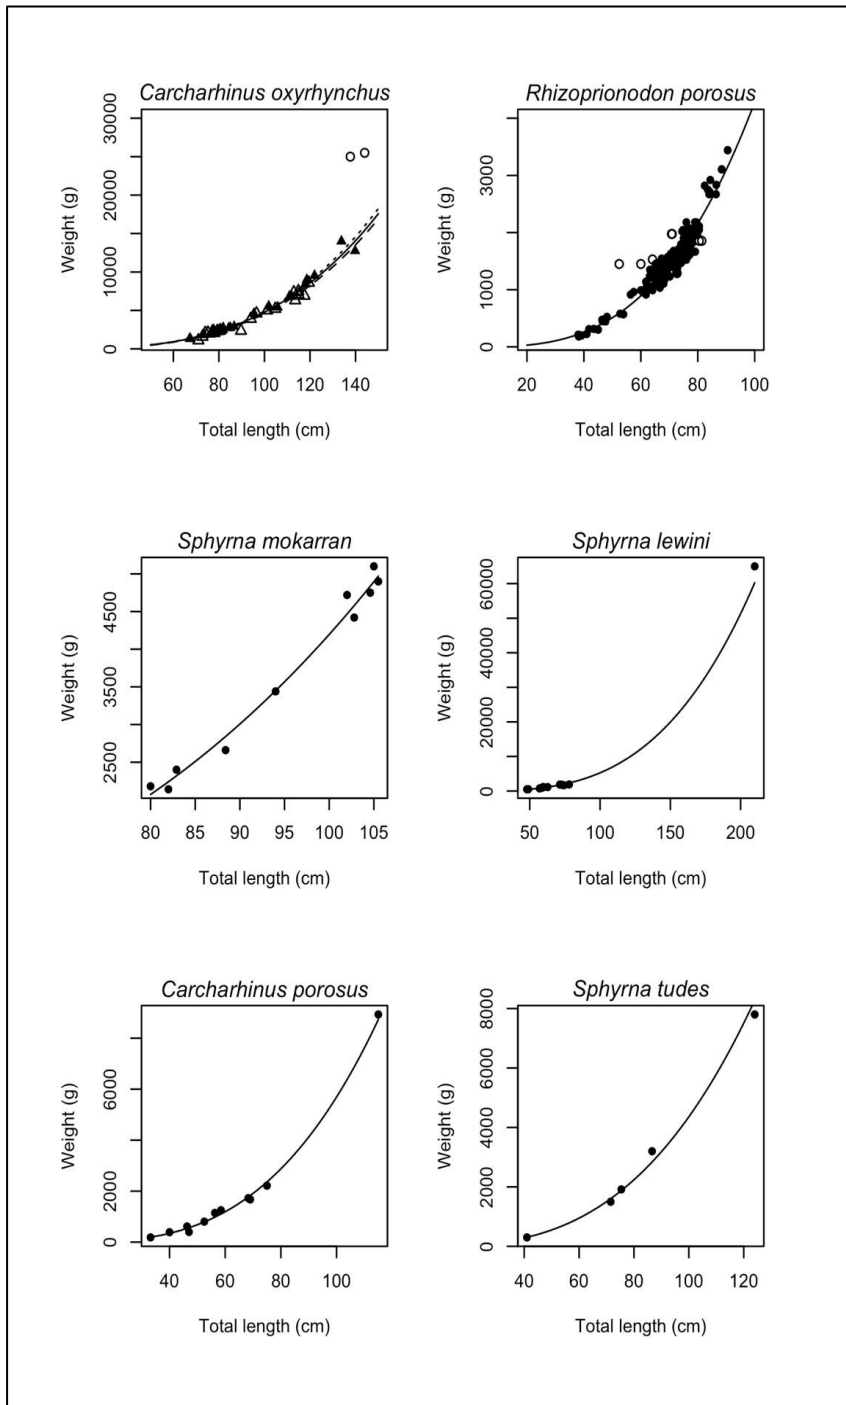 Carcharhinus oxyrhynchus
Weight (g)
30000
20000
10000
0
60 80 100 120 140
Total length (cm)
Rhizoprionodon porosus
Weight (g)
3000
1000
0
20 40 60 80 100
Total length (cm)
Sphyrna mokarran
Weight (g)
4500
3500
2500
80 85 90 95 100 105
Total length (cm)
Sphyrna lewini
Weight (g)
60000
40000
20000
0
50 100 150 200
Total length (cm)
Carcharhinus porosus
Weight (g)
6000
2000
0
40 60 80 100
Total length (cm)
Sphyrna tudes
Weight (g)
8000
6000
4000
2000
0
40 60 80 100 120
Total length (cm)